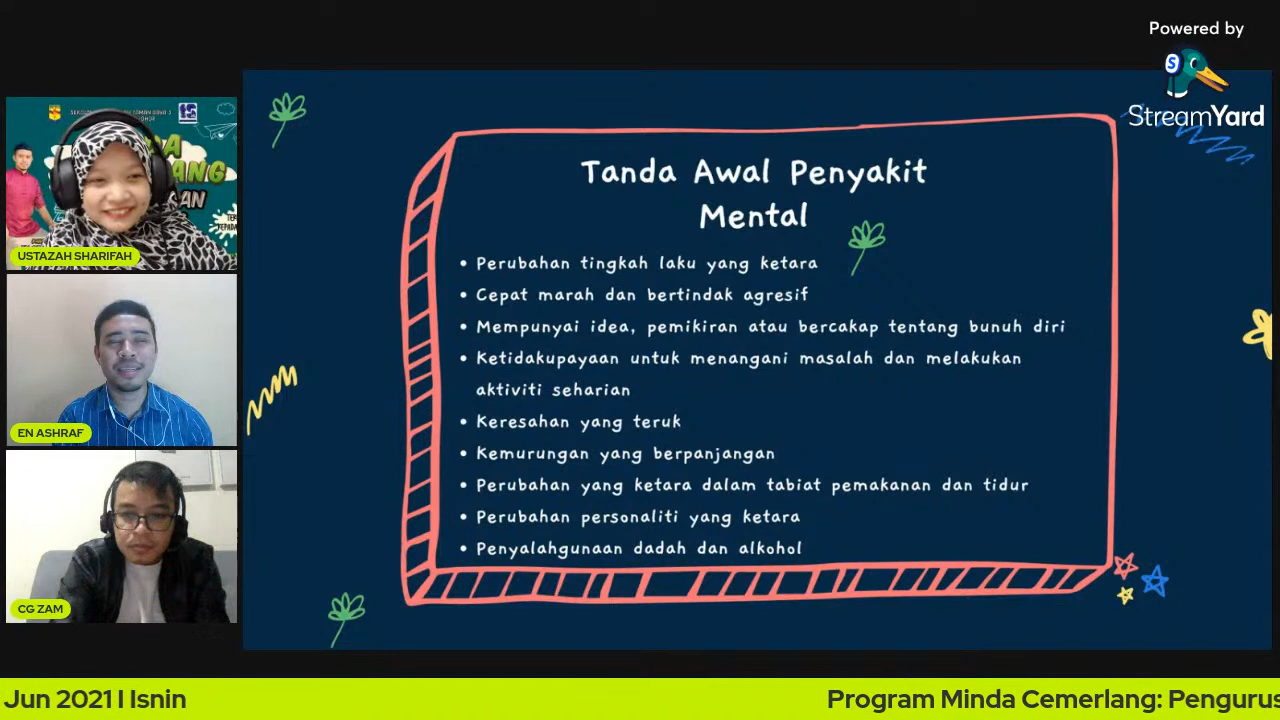 Powered by
StreamYard
USTAZAH SHARIFAH
EN ASHRAF
CG ZAM
Tanda Awal Penyakit
Mental
• Perubahan tingkah laku yang ketara
• Cepat marah dan bertindak agresif
• Mempunyai idea, pemikiran atau bercakap tentang bunuh diri
• Ketidakupayaan untuk menangani masalah dan melakukan
aktiviti seharian
• Keresahan yang teruk
• Kemurungan yang berpanjangan
• Perubahan yang ketara dalam tabiat pemakanan dan tidur
• Perubahan personaliti yang ketara
• Penyalahgunaan dadah dan alkohol
Jun 2021 I Isnin
Program Minda Cemerlang: Pengurus